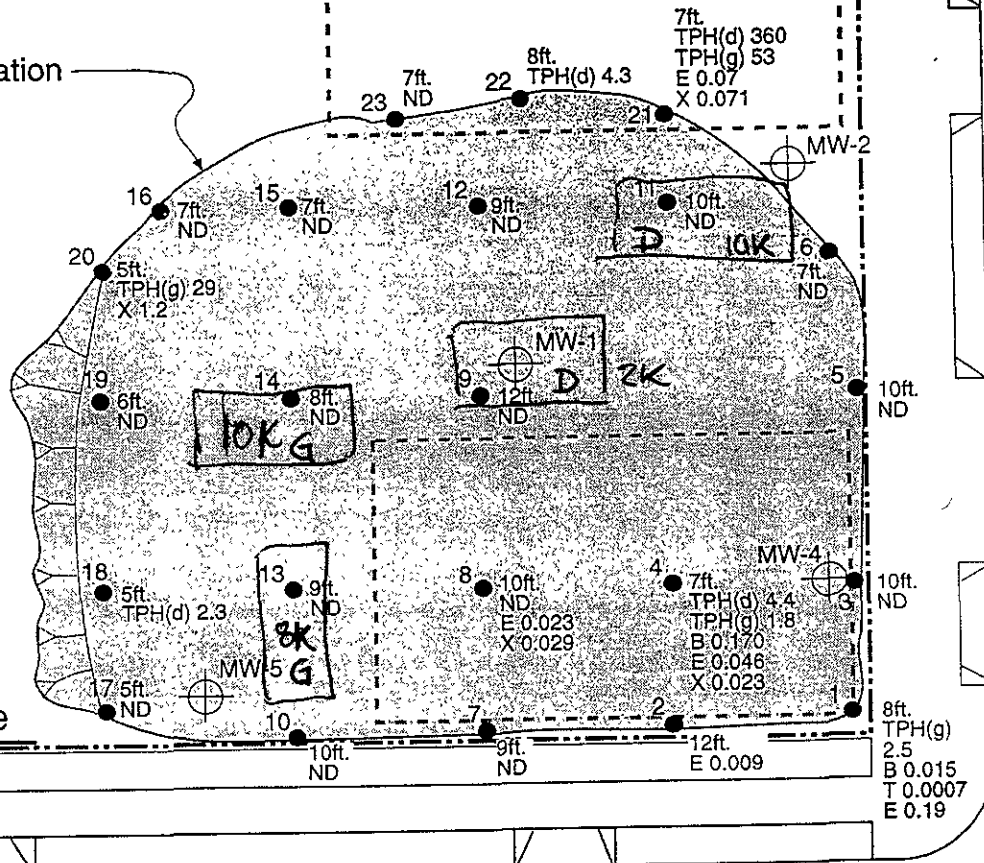 7ft.
TPH(d) 360
TPH(g) 53
E 0.07
X 0.071
21
8ft.
TPH(d) 4.3
22
7ft.
ND
23
ation
MW-2
16
7ft.
ND
15
7ft.
ND
12
9ft.
ND
11
10ft.
ND
D 10K
6
7ft.
ND
20
5ft.
TPH(g) 29
X 1.2
MW-1
9
D
12ft.
ND
2K
5
10ft.
ND
19
6ft.
ND
14
8ft.
ND
10K
G
MW-4
18
5ft.
TPH(d) 2.3
13
9ft.
ND
8K
G
8
10ft.
ND
E 0.023
X 0.029
4
7ft.
TPH(d) 4.4
TPH(g) 1.8
B 0.170
E 0.046
X 0.023
3
10ft.
ND
MW-5
17
5ft.
ND
10
10ft.
ND
7
9ft.
ND
2
12ft.
E 0.009
1
8ft.
TPH(g)
2.5
B 0.015
T 0.0007
E 0.19
e